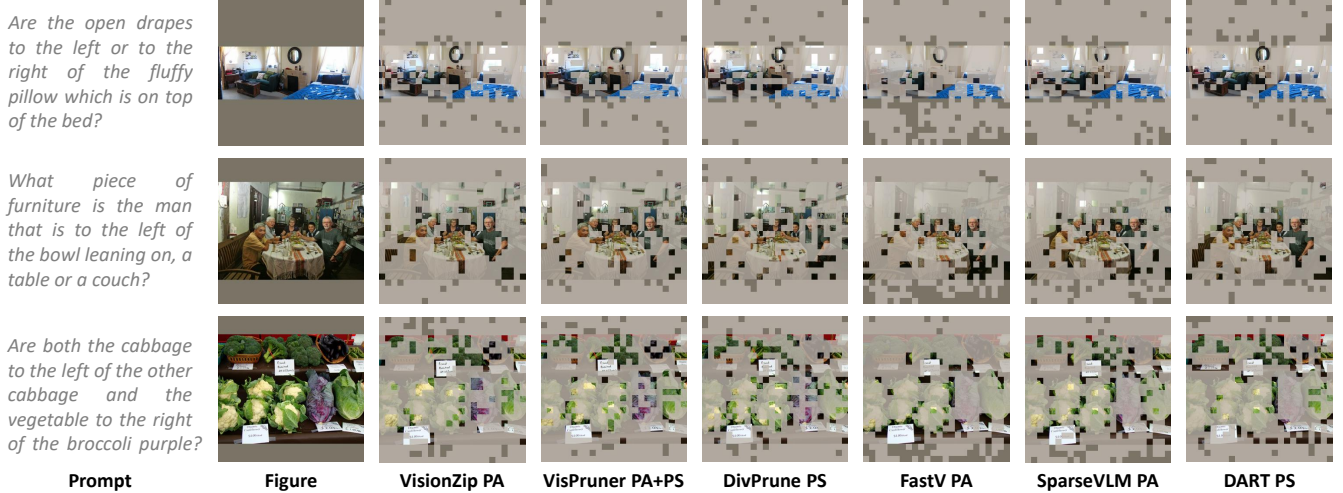 Are the open drapes
to the left or to the
right of the fluffy
pillow which is on top
of the bed?
What piece of
furniture is the man
that is to the left of
the bowl leaning on, a
table or a couch?
Are both the cabbage
to the left of the other
cabbage and the
vegetable to the right
of the broccoli purple?
Prompt
Figure
VisionZip PA
VisPruner PA+PS
DivPrune PS
FastV PA
SparseVLM PA
DART PS